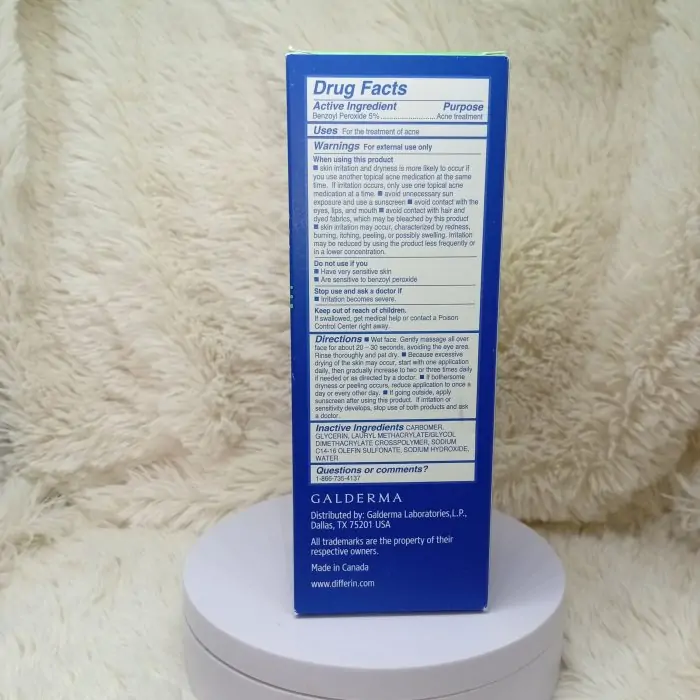 Drug Facts
Active Ingredient Purpose
Benzoyl Peroxide 5%........................ Acne treatment
Uses For the treatment of acne
Warnings For external use only
When using this product
■ skin irritation and dryness is more likely to occur if
you use another topical acne medication at the same
time. If irritation occurs, only use one topical acne
medication at a time. ■ avoid unnecessary sun
exposure and use a sunscreen ■ avoid contact with the
eyes, lips, and mouth ■ avoid contact with hair and
dyed fabrics, which may be bleached by this product
■ skin irritation may occur, characterized by redness,
burning, itching, peeling, or possibly swelling. Irritation
may be reduced by using the product less frequently or
in a lower concentration.
Do not use if you
■ Have very sensitive skin
■ Are sensitive to benzoyl peroxide
Stop use and ask a doctor if
■ Irritation becomes severe.
Keep out of reach of children.
If swallowed, get medical help or contact a Poison
Control Center right away.
Directions ■ Wet face. Gently massage all over
face for about 20 – 30 seconds, avoiding the eye area.
Rinse thoroughly and pat dry. ■ Because excessive
drying of the skin may occur, start with one application
daily, then gradually increase to two or three times daily
if needed or as directed by a doctor. ■ If bothersome
dryness or peeling occurs, reduce application to once a
day or every other day. ■ If going outside, apply
sunscreen after using this product. If irritation or
sensitivity develops, stop use of both products and ask
a doctor.
Inactive Ingredients CARBOMER,
GLYCERIN, LAURYL METHACRYLATE/GLYCOL
DIMETHACRYLATE CROSSPOLYMER, SODIUM
C14-16 OLEFIN SULFONATE, SODIUM HYDROXIDE,
WATER
Questions or comments?
1-866-735-4137
GALDERMA
Distributed by: Galderma Laboratories,L.P.,
Dallas, TX 75201 USA
All trademarks are the property of their
respective owners.
Made in Canada
www.differin.com